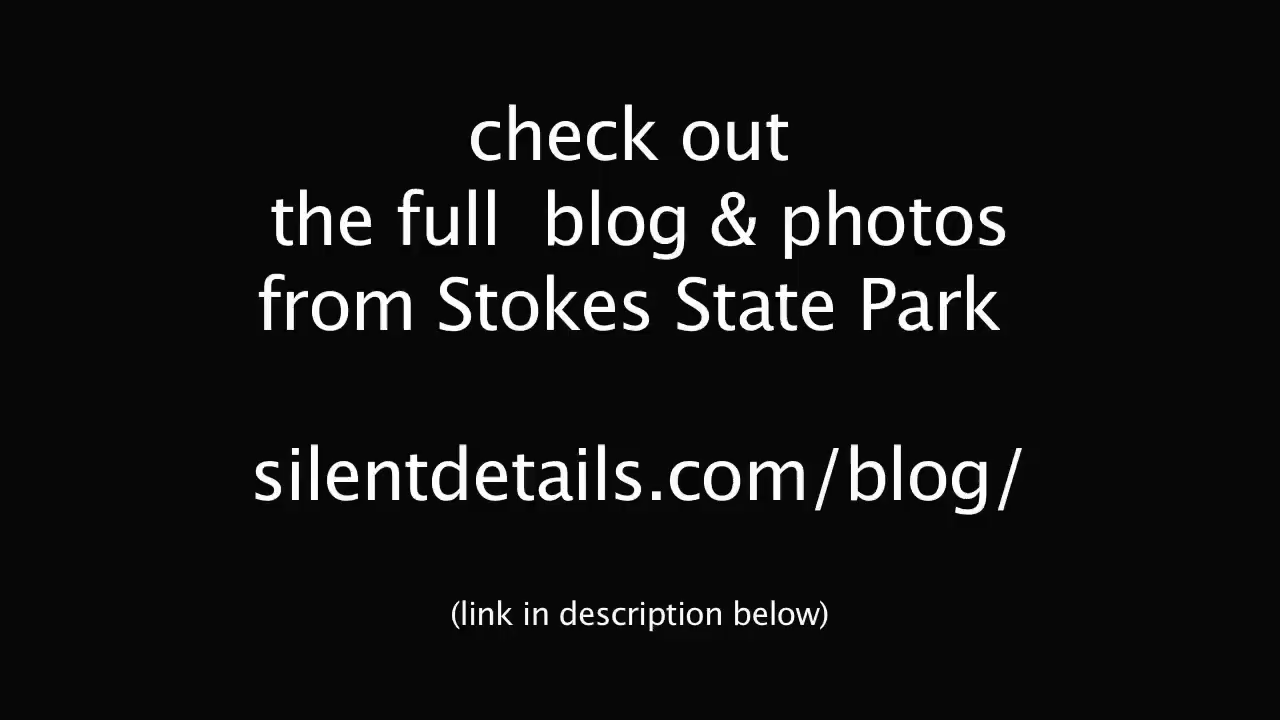 check out
the full  blog & photos
from Stokes State Park
silentdetails.com/blog/
(link in description below)